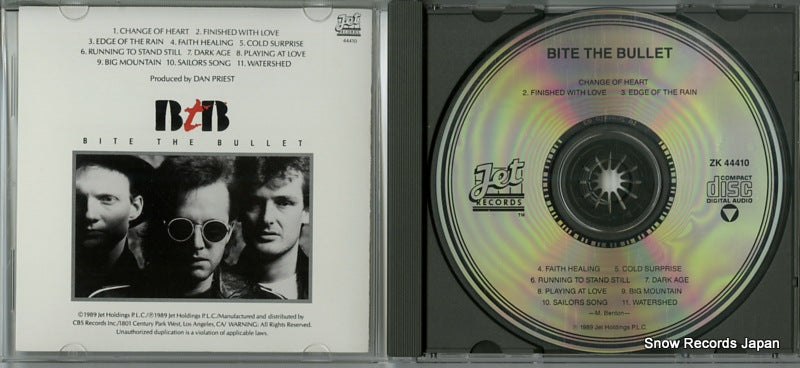 1. CHANGE OF HEART 2. FINISHED WITH LOVE
3. EDGE OF THE RAIN 4. FAITH HEALING 5. COLD SURPRISE
6. RUNNING TO STAND STILL 7. DARK AGE 8. PLAYING AT LOVE
9. BIG MOUNTAIN 10. SAILORS SONG 11. WATERSHED
Jet
RECORDS
44410
Produced by DAN PRIEST
BtB
BITE THE BULLET
©1989 Jet Holdings P.L.C./℗1989 Jet Holdings P.L.C./Manufactured and distributed by
CBS Records Inc./1801 Century Park West, Los Angeles, CA/ WARNING: All Rights Reserved.
Unauthorized duplication is a violation of applicable laws.
BITE THE BULLET
CHANGE OF HEART
2. FINISHED WITH LOVE 3. EDGE OF THE RAIN
Jet
RECORDS
TM
ZK 44410
COMPACT
disc
DIGITAL AUDIO
4. FAITH HEALING 5. COLD SURPRISE
6. RUNNING TO STAND STILL 7. DARK AGE
8. PLAYING AT LOVE 9. BIG MOUNTAIN
10. SAILORS SONG 11. WATERSHED
—M. Benton—
℗ 1989 Jet Holdings P.L.C.
Snow Records Japan